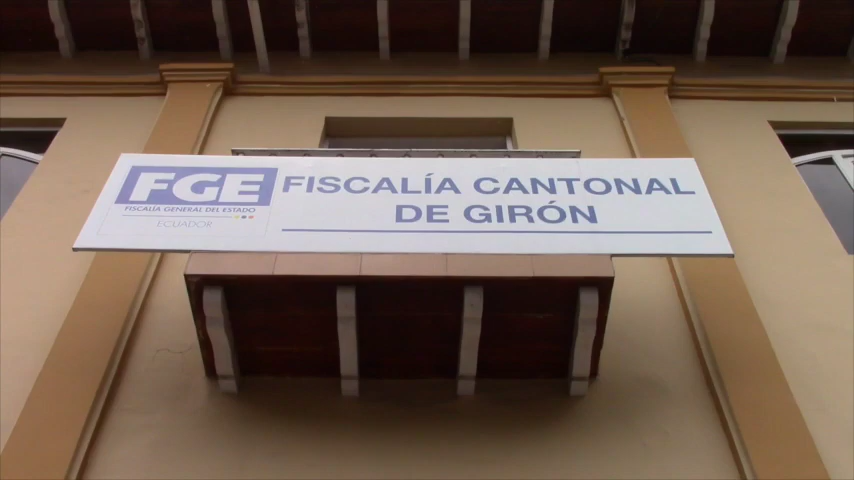 FGE
FISCALÍA GENERAL DEL ESTADO
ECUADOR
FISCALÍA CANTONAL
DE GIRÓN